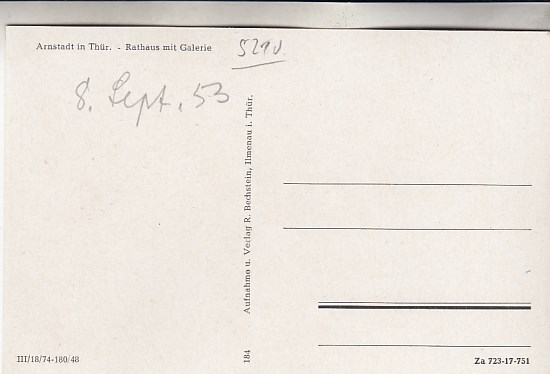 Arnstadt in Thür. - Rathaus mit Galerie
8. Sept. 53
184 Aufnahme u. Verlag R. Bechstein, Ilmenau i. Thür.
III/18/74-180/48
Za 723-17-751